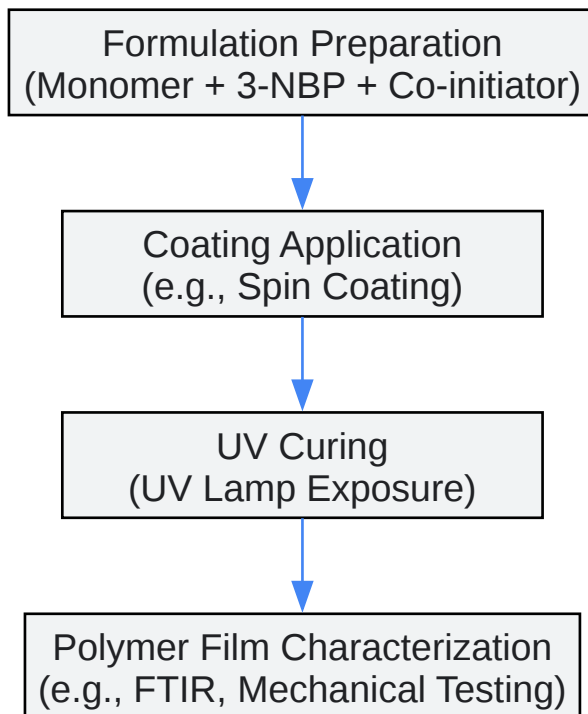 Formulation Preparation
(Monomer + 3-NBP + Co-initiator)
Coating Application
(e.g., Spin Coating)
UV Curing
(UV Lamp Exposure)
Polymer Film Characterization
(e.g., FTIR, Mechanical Testing)